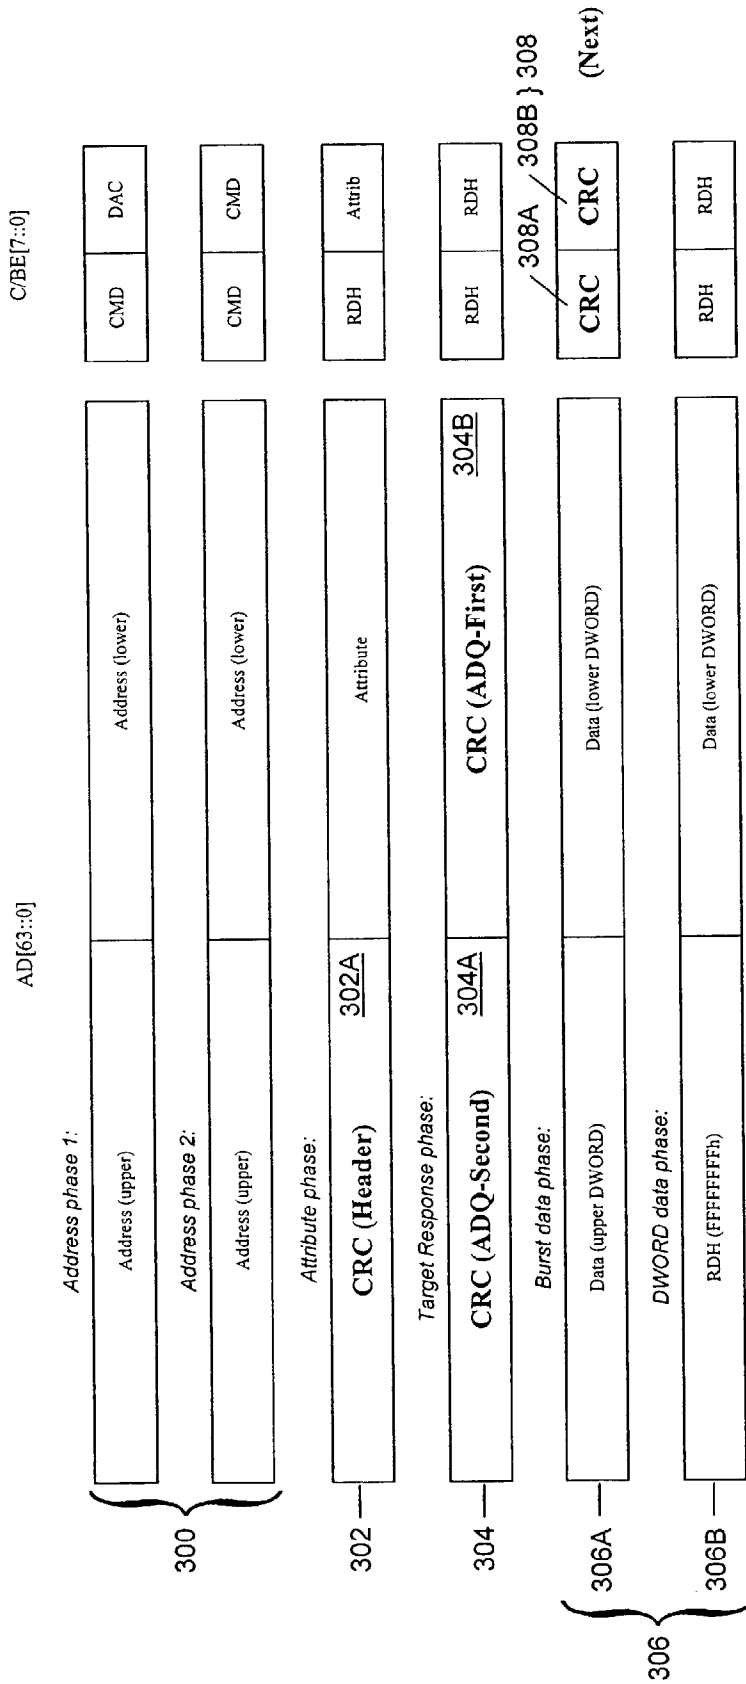 AD[63::0] C/BE[7::0]
Address phase 1:
Address (upper) Address (lower) CMD DAC
Address phase 2:
300
Address (upper) Address (lower) CMD CMD
Attribute phase:
302 CRC (Header) 302A Attribute RDH Attrib
Target Response phase:
304 CRC (ADQ-Second) 304A CRC (ADQ-First) 304B RDH RDH
308A 308B } 308
Burst data phase:
306A Data (upper DWORD) Data (lower DWORD) CRC CRC (Next)
306
DWORD data phase:
306B RDH (FFFFFFFFh) Data (lower DWORD) RDH RDH